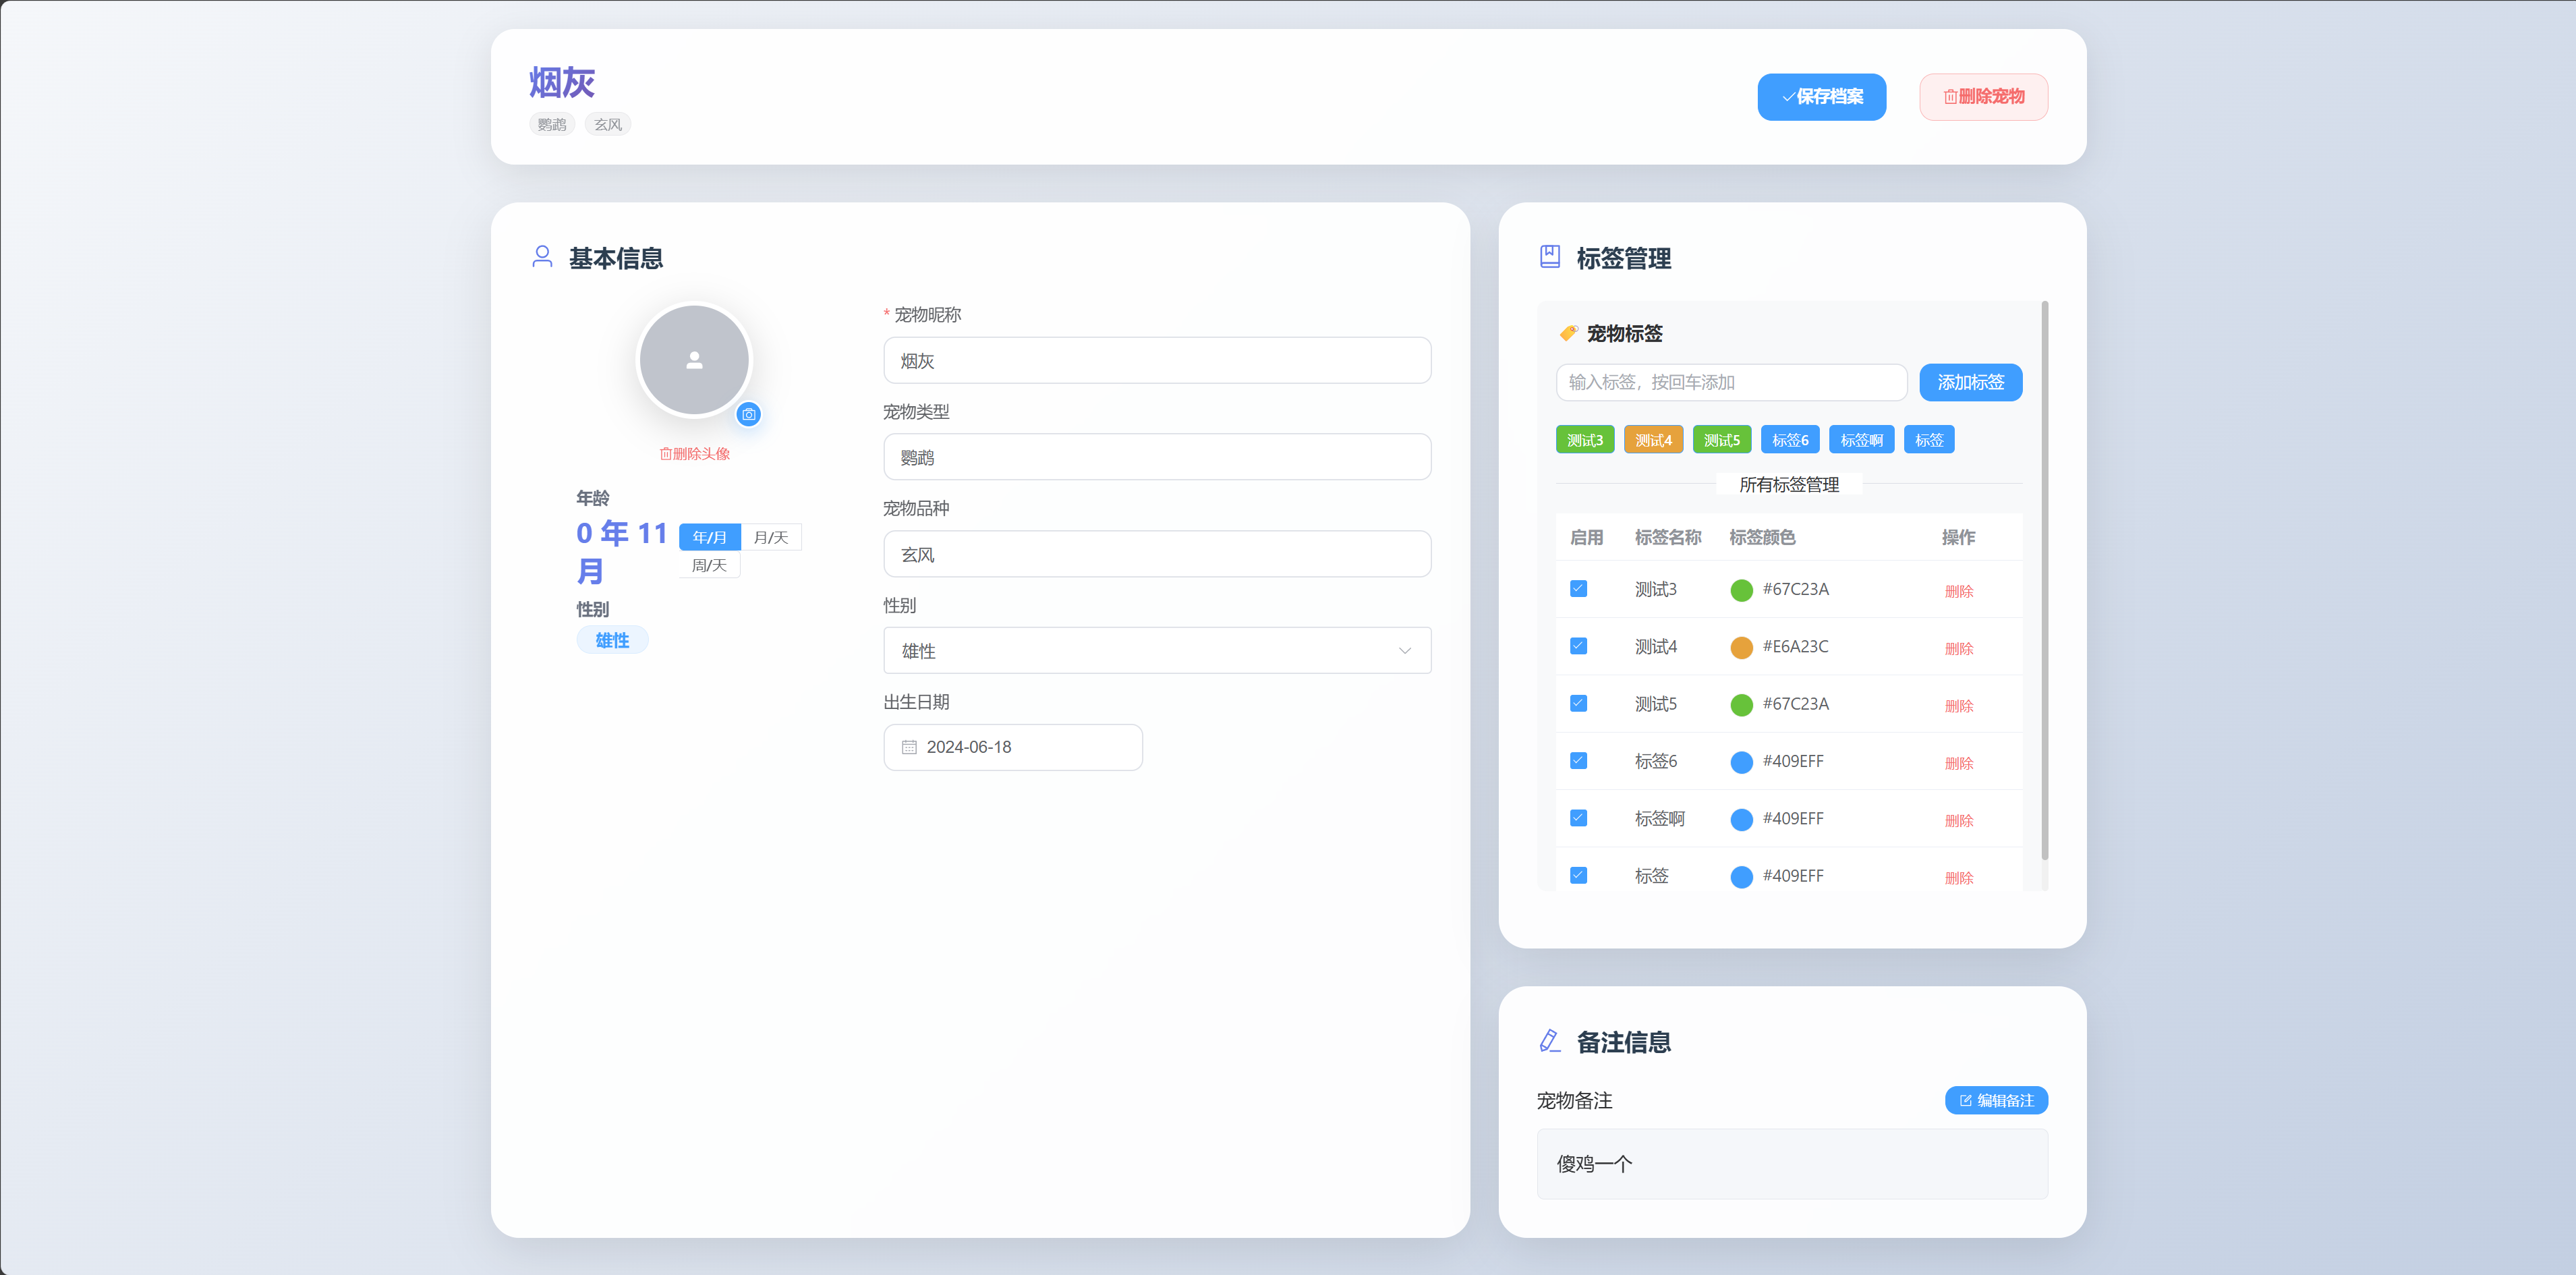 烟灰
鹦鹉 玄风
保存档案 删除宠物
基本信息
删除头像
年龄
0 年 11
月
年/月 月/天
周/天
性别
雄性
* 宠物昵称
烟灰
宠物类型
鹦鹉
宠物品种
玄风
性别
雄性
出生日期
2024-06-18
标签管理
宠物标签
输入标签，按回车添加 添加标签
测试3 测试4 测试5 标签6 标签啊 标签
所有标签管理
启用 标签名称 标签颜色 操作
测试3 #67C23A 删除
测试4 #E6A23C 删除
测试5 #67C23A 删除
标签6 #409EFF 删除
标签啊 #409EFF 删除
标签 #409EFF 删除
备注信息
宠物备注 编辑备注
傻鸡一个